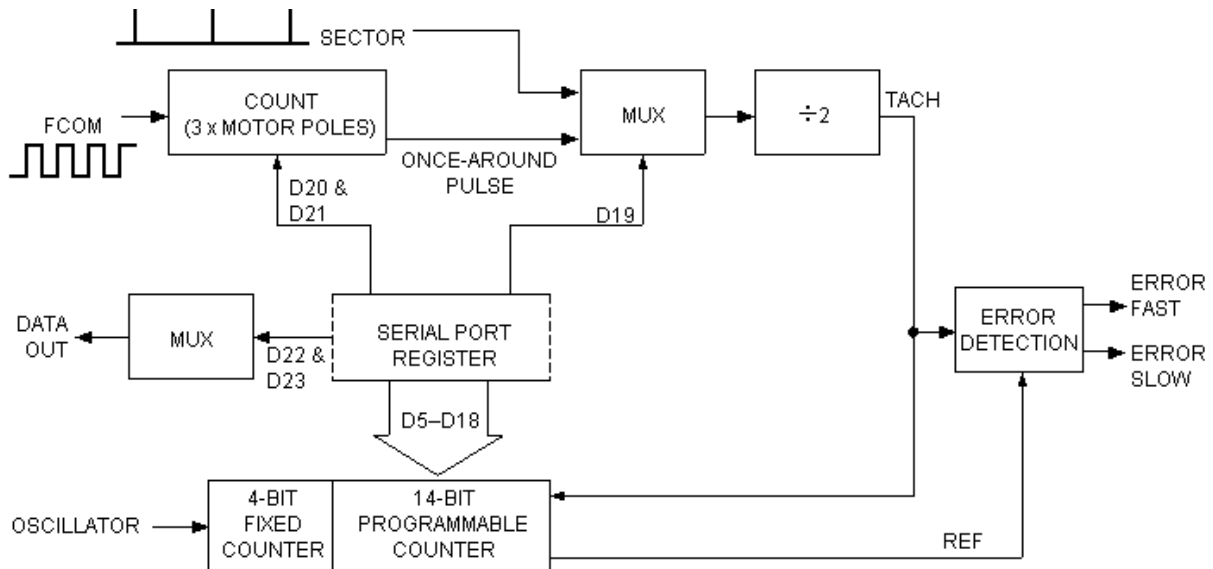 SECTOR
FCOM
COUNT
(3 x MOTOR POLES)
MUX
÷2
TACH
ONCE-AROUND
PULSE
D20 &
D21
D19
DATA
OUT
MUX
D22 &
D23
SERIAL PORT
REGISTER
ERROR
DETECTION
ERROR
FAST
ERROR
SLOW
D5–D18
OSCILLATOR
4-BIT
FIXED
COUNTER
14-BIT
PROGRAMMABLE
COUNTER
REF